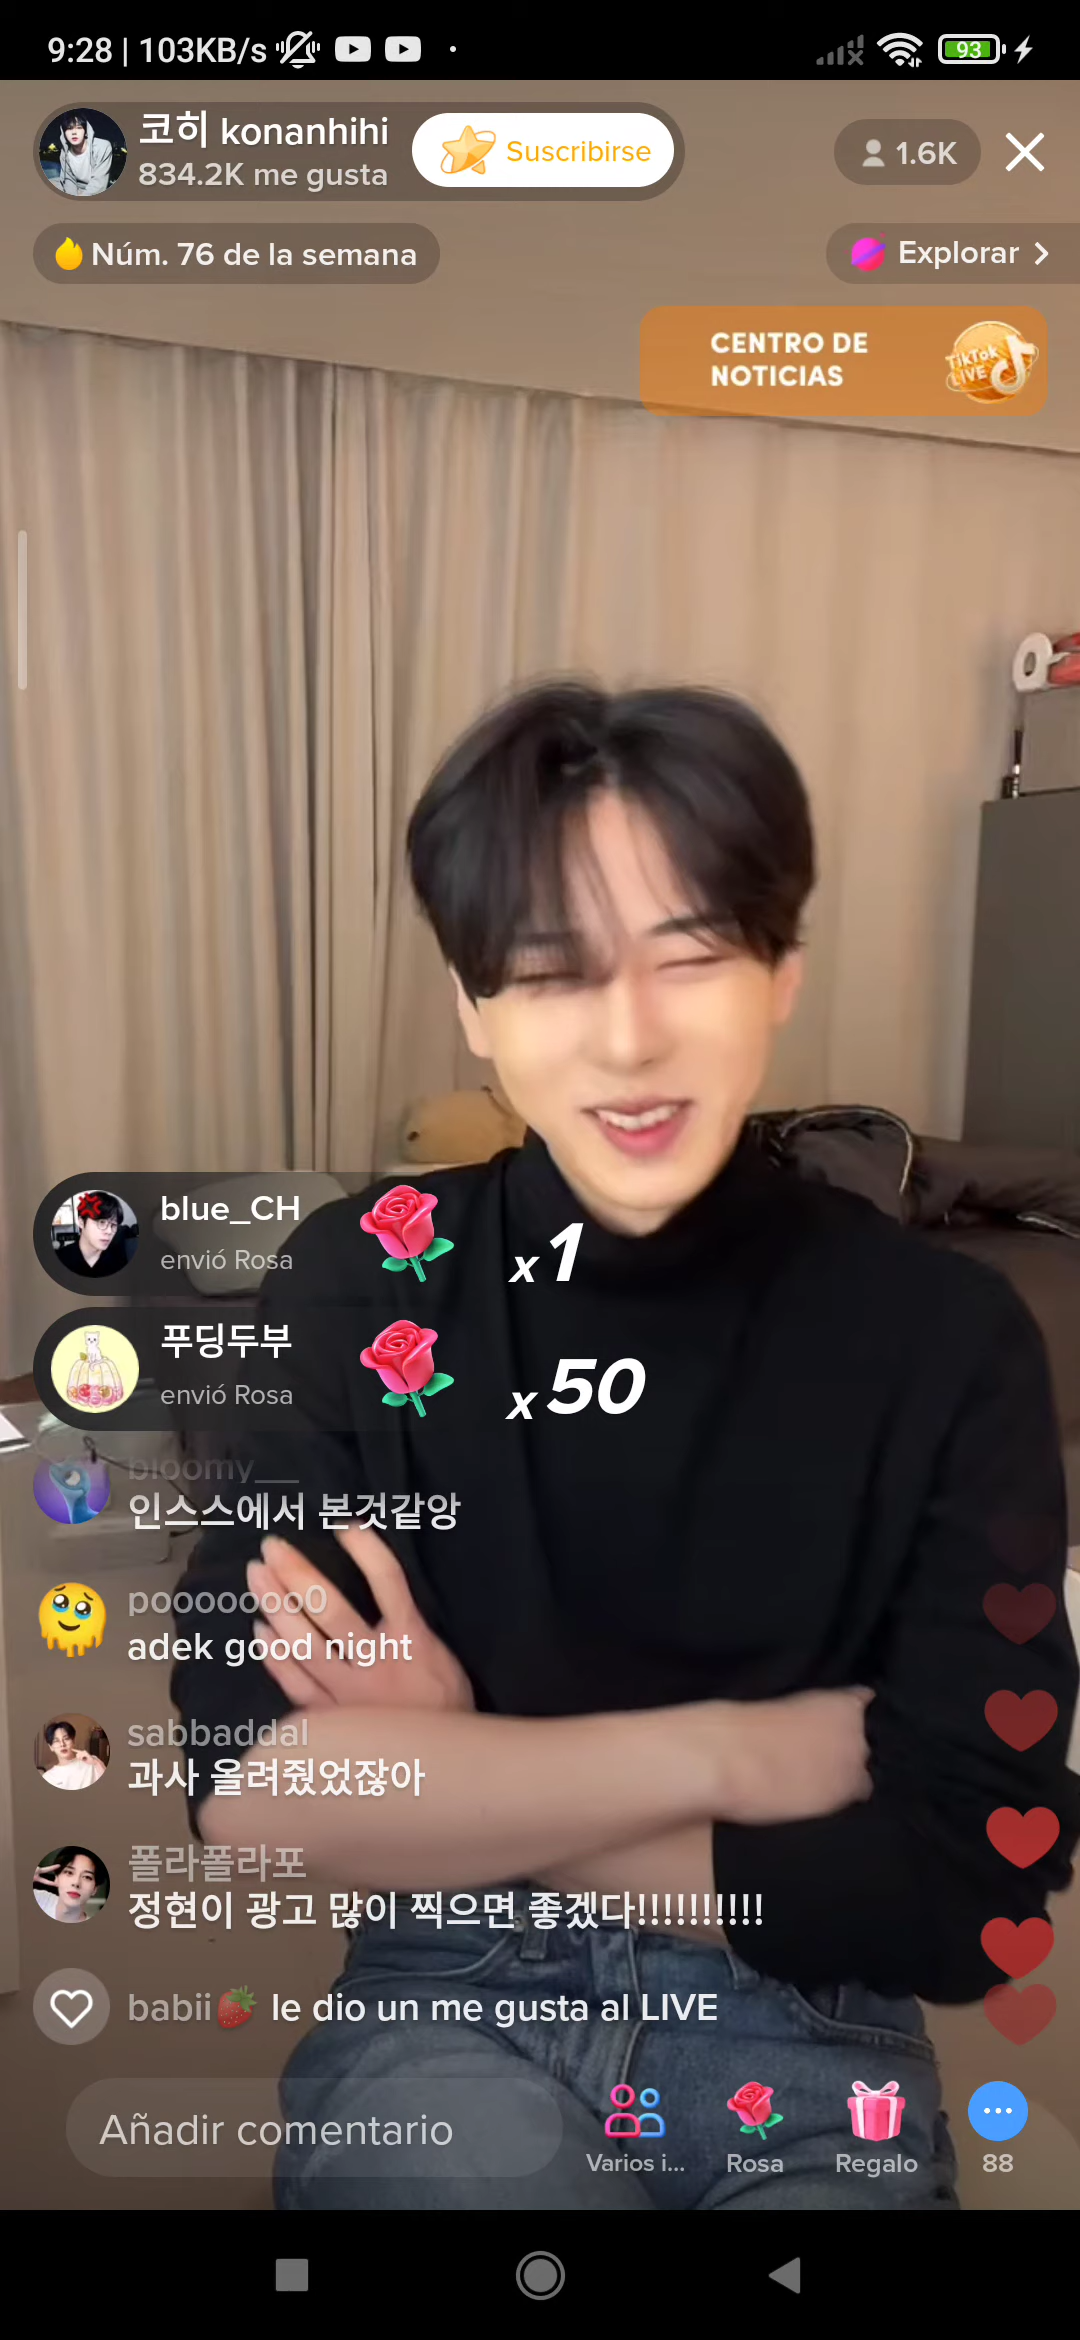 9:28 | 103KB/s
93
코히 konanhihi
834.2K me gusta
Suscribirse
1.6K
Núm. 76 de la semana
Explorar
CENTRO DE
NOTICIAS
TikTok
LIVE
blue_CH
envió Rosa
x1
푸딩두부
envió Rosa
x50
bloomy__
인스스에서 본것같앙
pooooooo0
adek good night
sabbaddal
과사 올려줬었잖아
폴라폴라포
정현이 광고 많이 찍으면 좋겠다!!!!!!!!!!
babii🍓 le dio un me gusta al LIVE
Añadir comentario
Varios i...
Rosa
Regalo
88